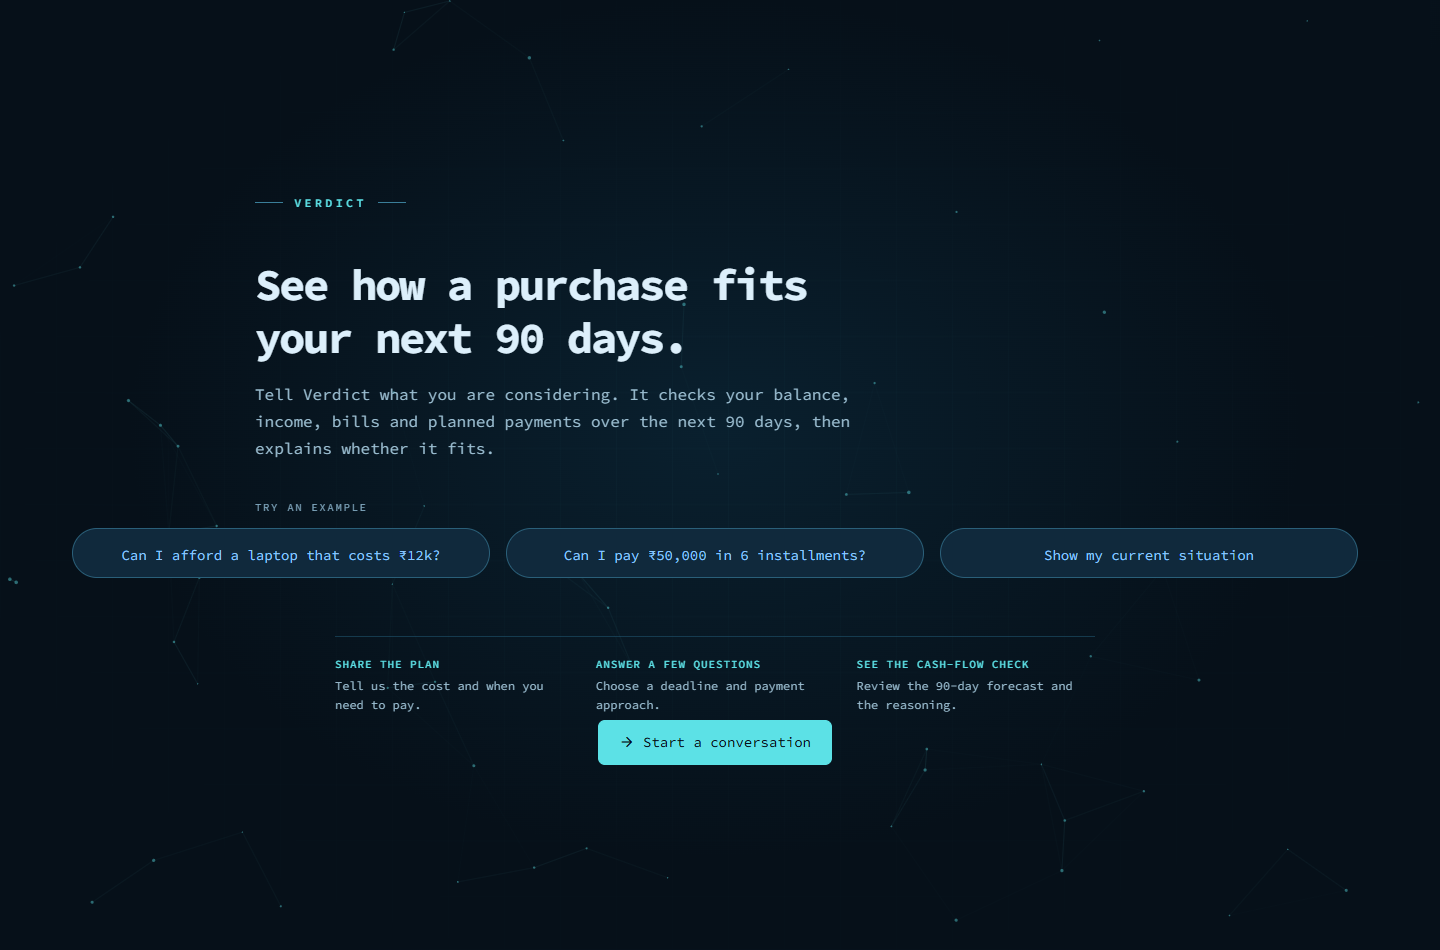 VERDICT
See how a purchase fits
your next 90 days.
Tell Verdict what you are considering. It checks your balance,
income, bills and planned payments over the next 90 days, then
explains whether it fits.
TRY AN EXAMPLE
Can I afford a laptop that costs ₹12k?
Can I pay ₹50,000 in 6 installments?
Show my current situation
SHARE THE PLAN
Tell us the cost and when you
need to pay.
ANSWER A FEW QUESTIONS
Choose a deadline and payment
approach.
SEE THE CASH-FLOW CHECK
Review the 90-day forecast and
the reasoning.
→ Start a conversation